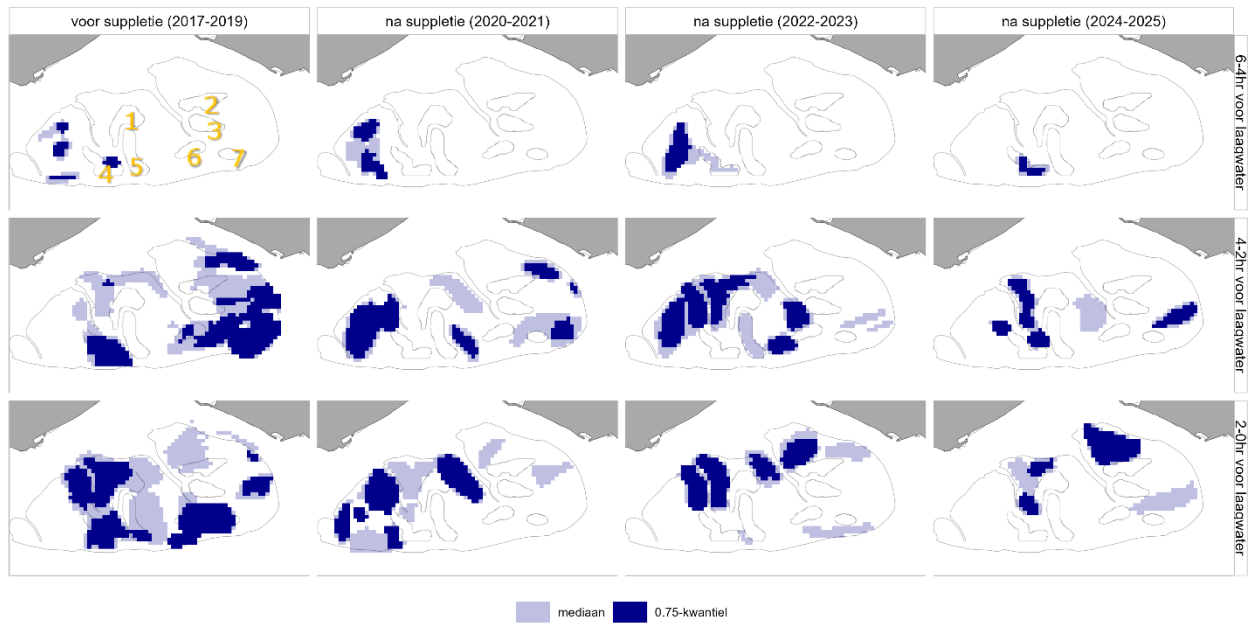 voor suppletie (2017-2019)
na suppletie (2020-2021)
na suppletie (2022-2023)
na suppletie (2024-2025)
6-4hr voor laagwater
1
2
3
4
5
6
7
4-2hr voor laagwater
2-0hr voor laagwater
mediaan
0.75-kwantiel